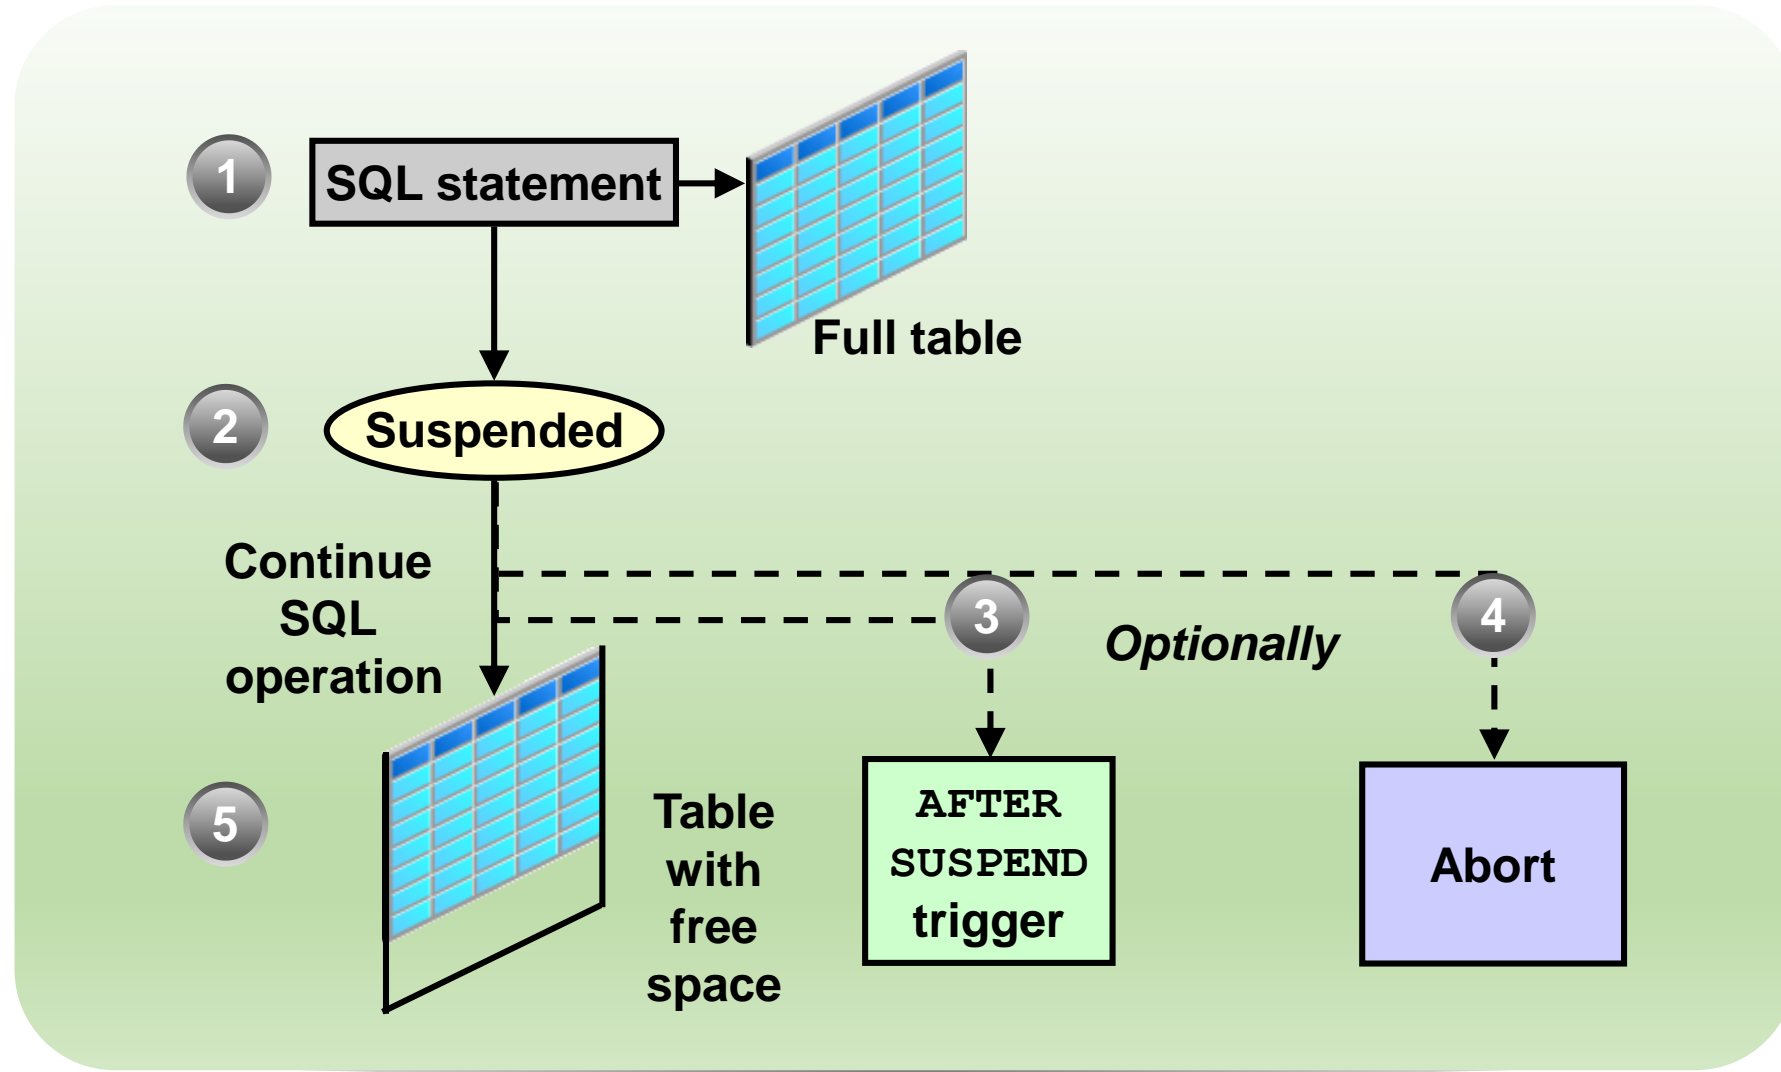 1
SQL statement
Full table
2
Suspended
Continue
SQL
operation
3
Optionally
4
5
Table
with
free
space
AFTER
SUSPEND
trigger
Abort